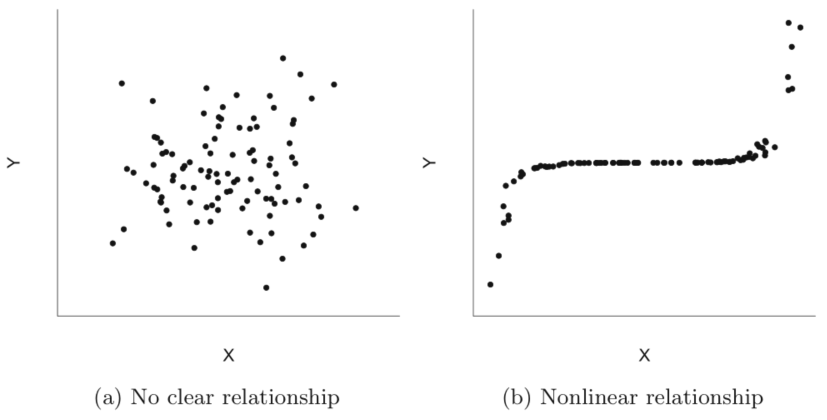 Y
X
(a) No clear relationship
Y
X
(b) Nonlinear relationship